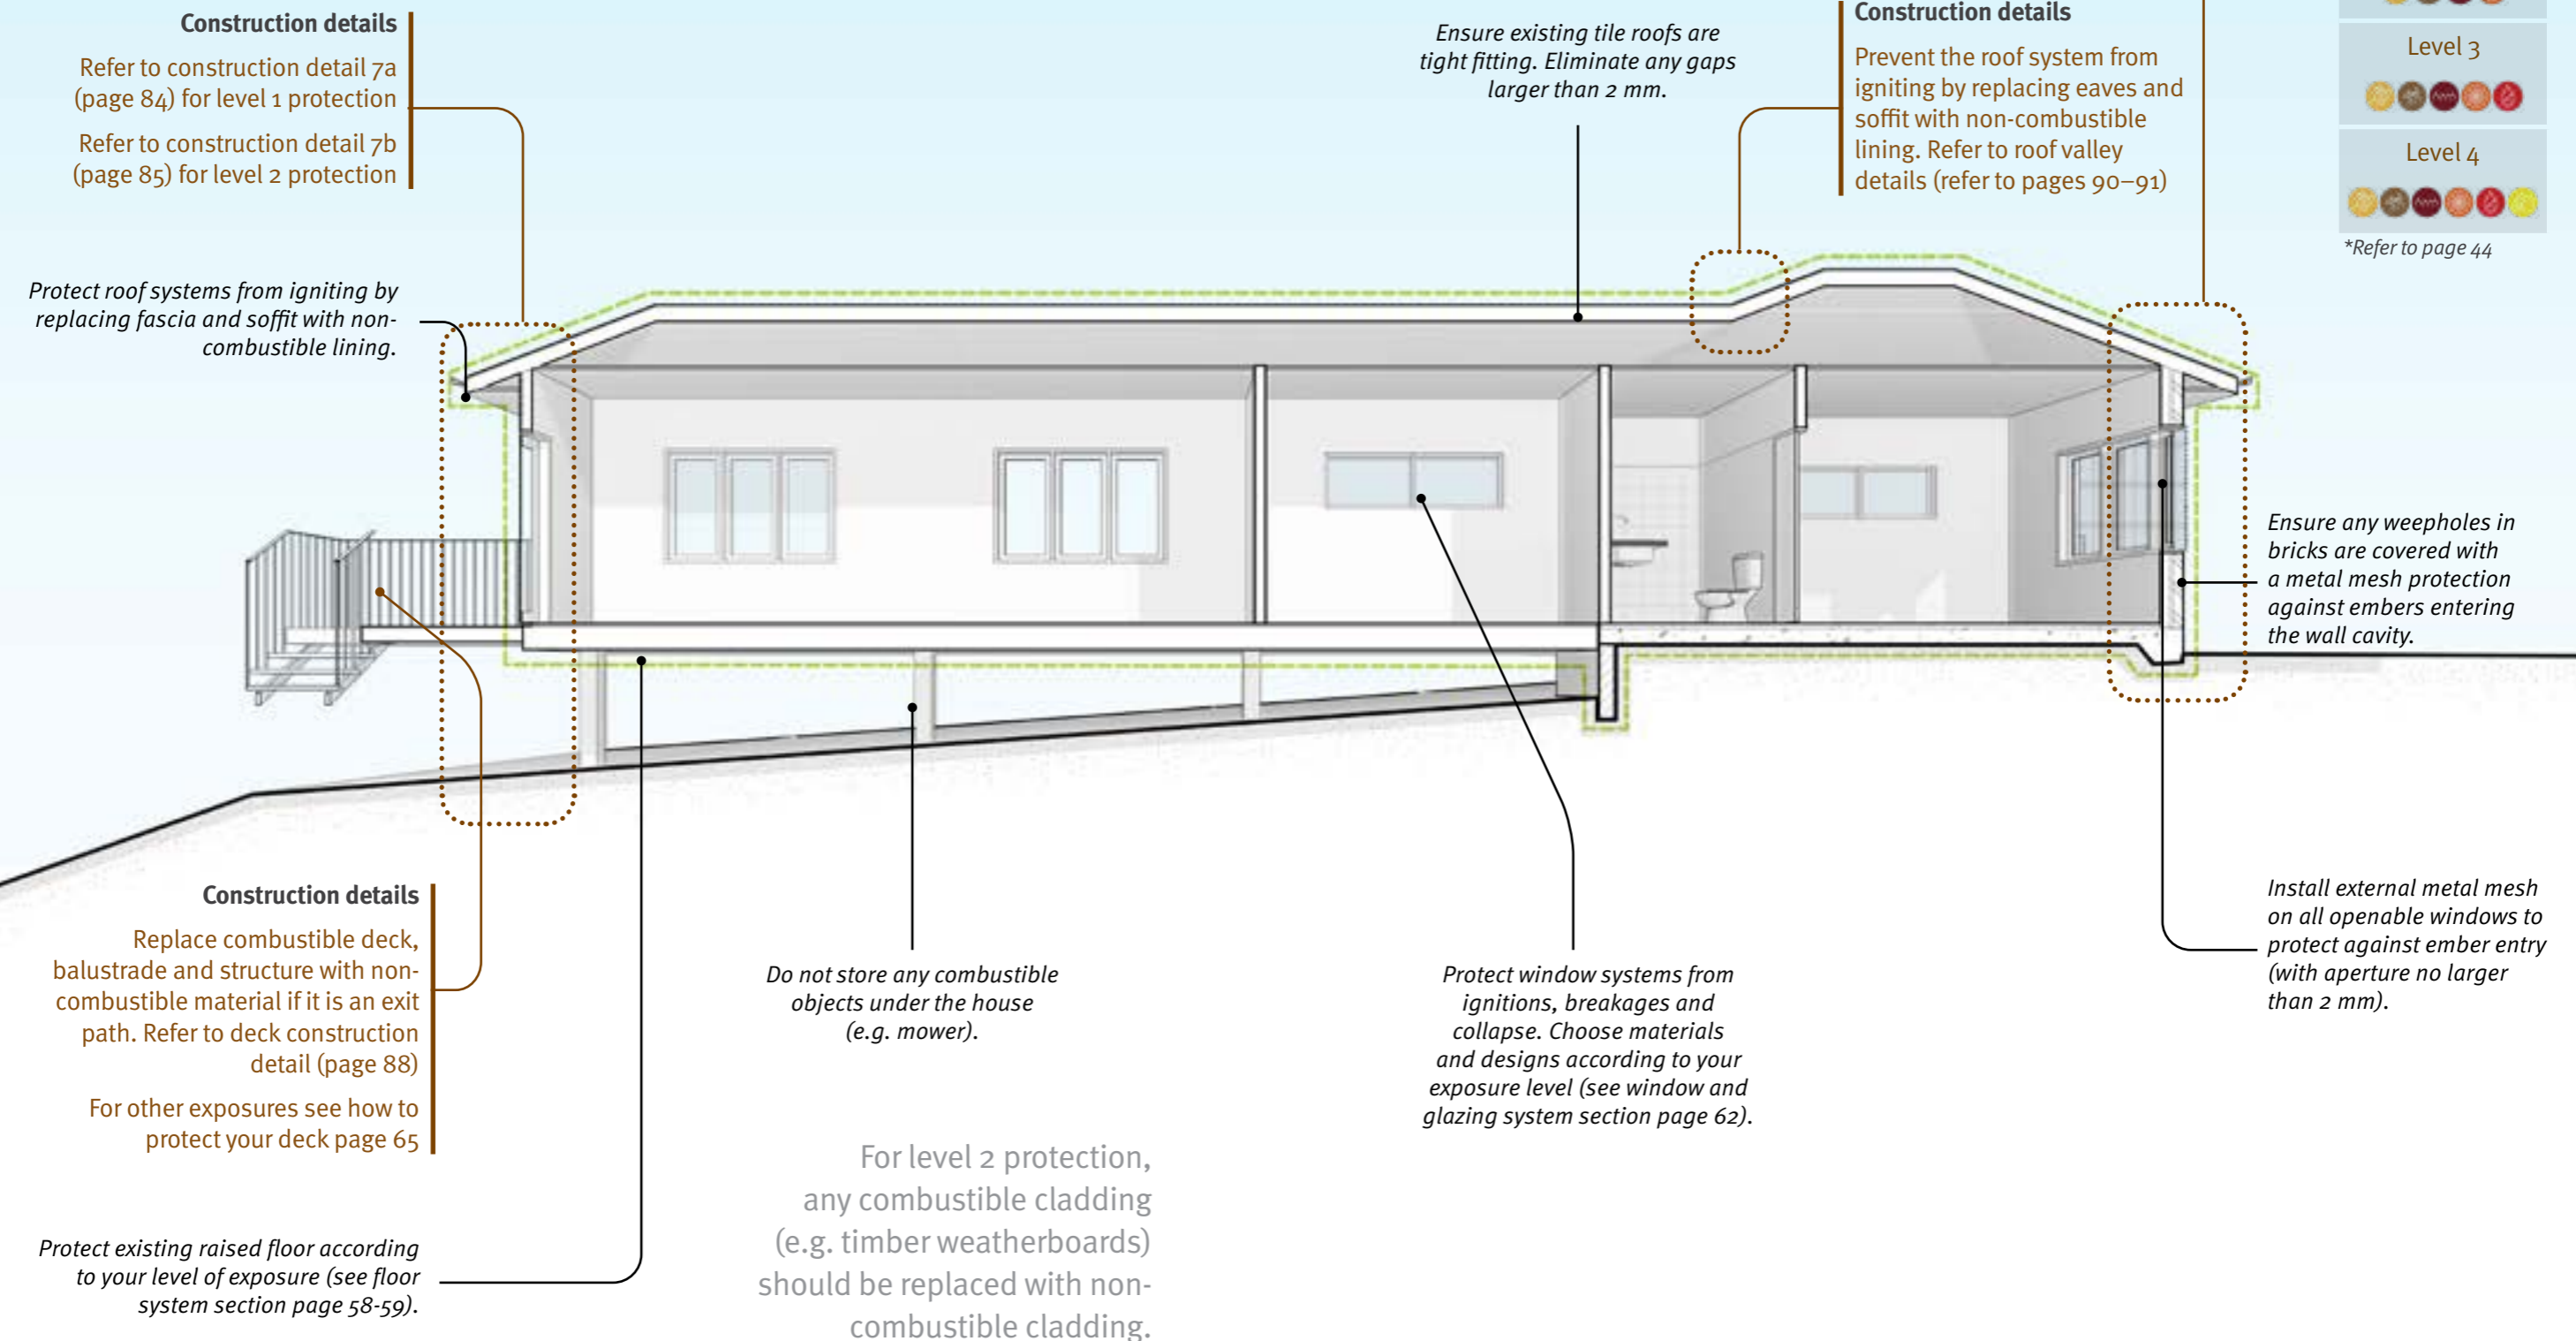 Construction details
Refer to construction detail 7a
(page 84) for level 1 protection
Refer to construction detail 7b
(page 85) for level 2 protection
Ensure existing tile roofs are
tight fitting. Eliminate any gaps
larger than 2 mm.
Construction details
Prevent the roof system from
igniting by replacing eaves and
soffit with non-combustible
lining. Refer to roof valley
details (refer to pages 90–91)
Level 3
Level 4
*Refer to page 44
Protect roof systems from igniting by
replacing fascia and soffit with non-
combustible lining.
Ensure any weepholes in
bricks are covered with
a metal mesh protection
against embers entering
the wall cavity.
Construction details
Replace combustible deck,
balustrade and structure with non-
combustible material if it is an exit
path. Refer to deck construction
detail (page 88)
For other exposures see how to
protect your deck page 65
Do not store any combustible
objects under the house
(e.g. mower).
Protect window systems from
ignitions, breakages and
collapse. Choose materials
and designs according to your
exposure level (see window and
glazing system section page 62).
Install external metal mesh
on all openable windows to
protect against ember entry
(with aperture no larger
than 2 mm).
Protect existing raised floor according
to your level of exposure (see floor
system section page 58-59).
For level 2 protection,
any combustible cladding
(e.g. timber weatherboards)
should be replaced with non-
combustible cladding.